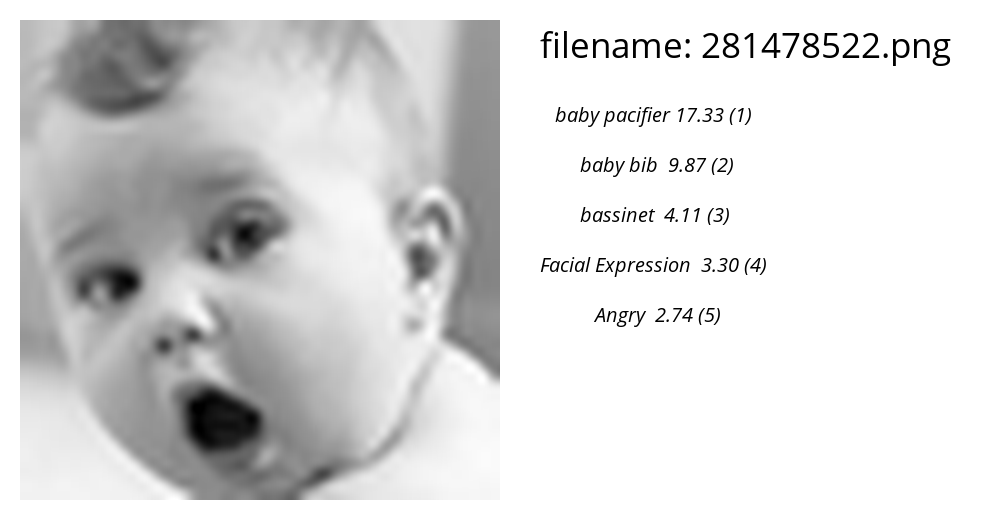 filename: 281478522.png
baby pacifier 17.33 (1)
baby bib 9.87 (2)
bassinet 4.11 (3)
Facial Expression 3.30 (4)
Angry 2.74 (5)